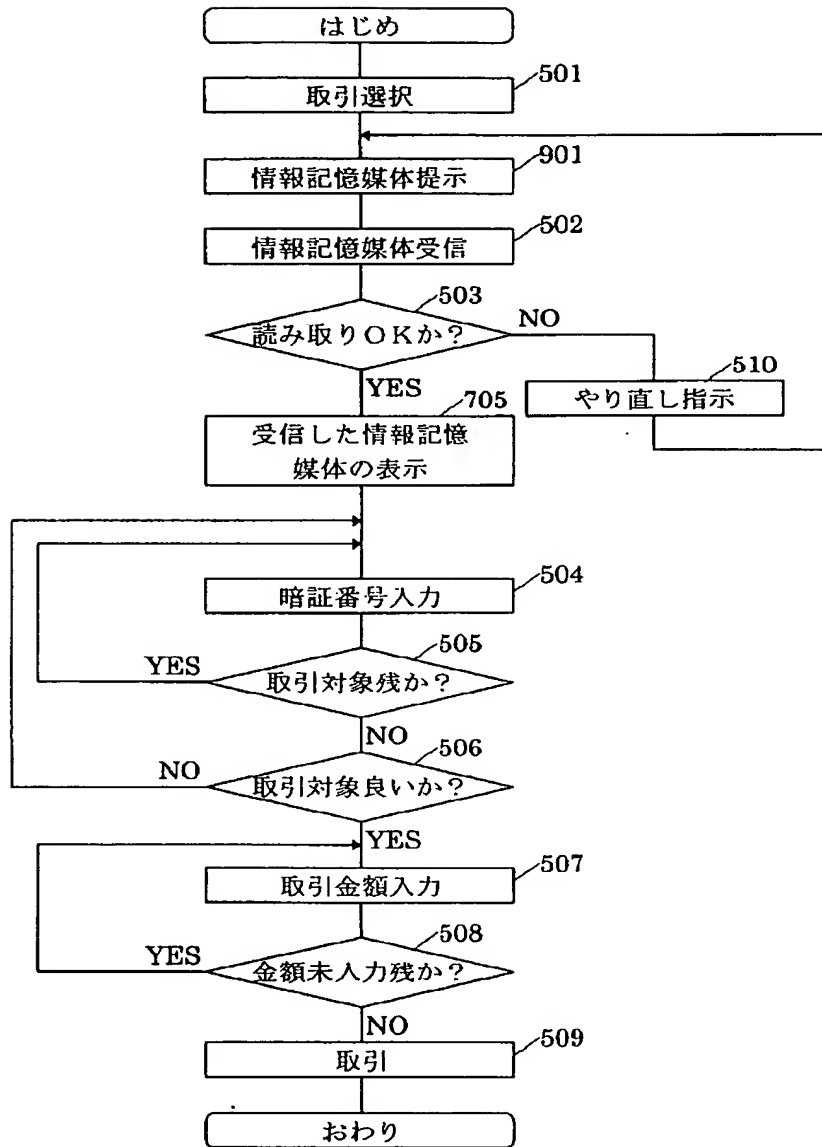 はじめ
501
取引選択
901
情報記憶媒体提示
502
情報記憶媒体受信
503
読み取りOKか？
NO
YES
510
やり直し指示
705
受信した情報記憶
媒体の表示
504
暗証番号入力
505
YES
取引対象残か？
NO
506
NO
取引対象良いか？
YES
507
取引金額入力
508
YES
金額未入力残か？
NO
509
取引
おわり